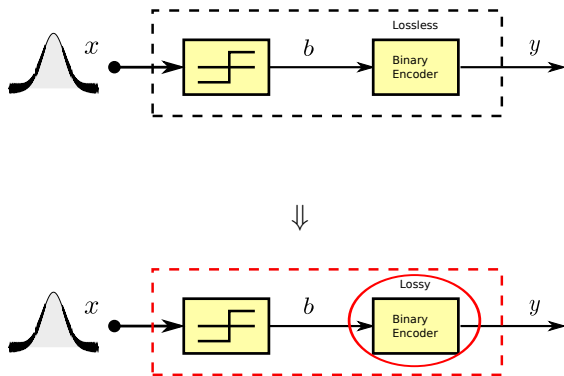 Lossless
x b y
Binary
Encoder
⇓
Lossy
x b y
Binary
Encoder